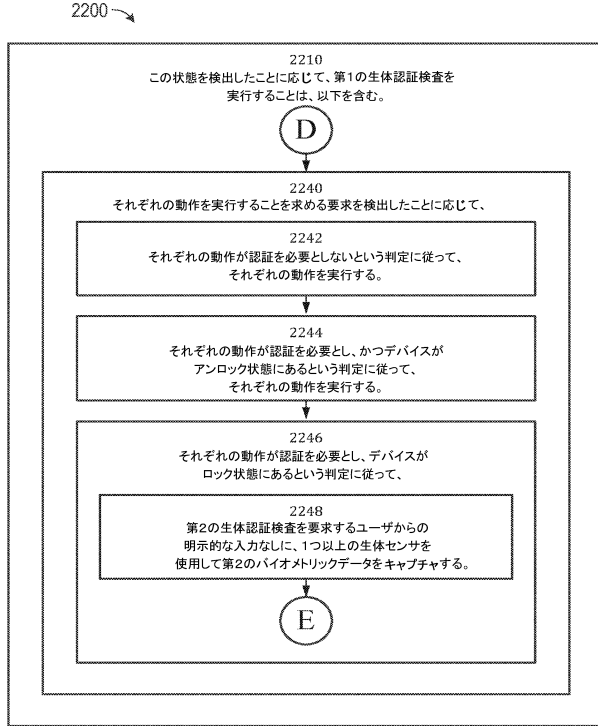 2200
2210
この状態を検出したことに応じて、第1の生体認証検査を
実行することは、以下を含む。
D
2240
それぞれの動作を実行することを求める要求を検出したことに応じて、
2242
それぞれの動作が認証を必要としないという判定に従って、
それぞれの動作を実行する。
2244
それぞれの動作が認証を必要とし、かつデバイスが
アンロック状態にあるという判定に従って、
それぞれの動作を実行する。
2246
それぞれの動作が認証を必要とし、デバイスが
ロック状態にあるという判定に従って、
2248
第2の生体認証検査を要求するユーザからの
明示的な入力なしに、1つ以上の生体センサを
使用して第2のバイオメトリックデータをキャプチャする。
E